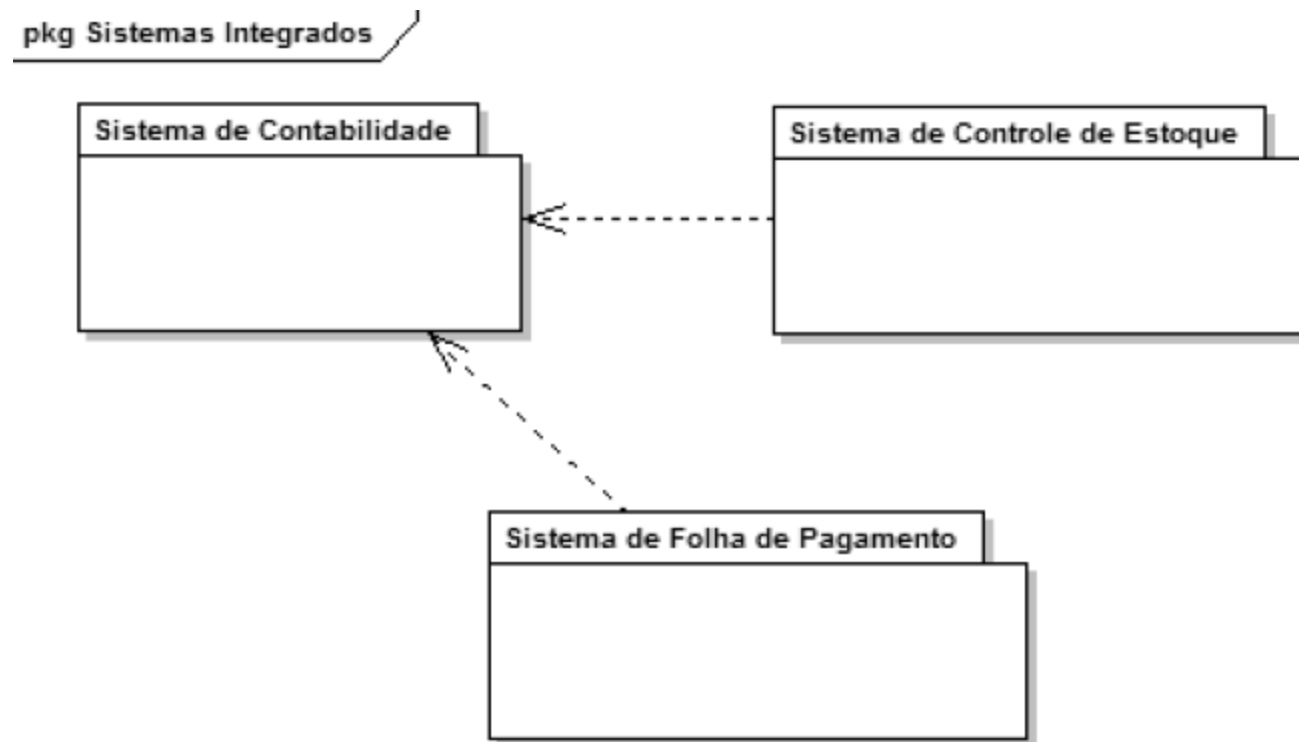 pkg Sistemas Integrados
Sistema de Contabilidade
Sistema de Controle de Estoque
Sistema de Folha de Pagamento